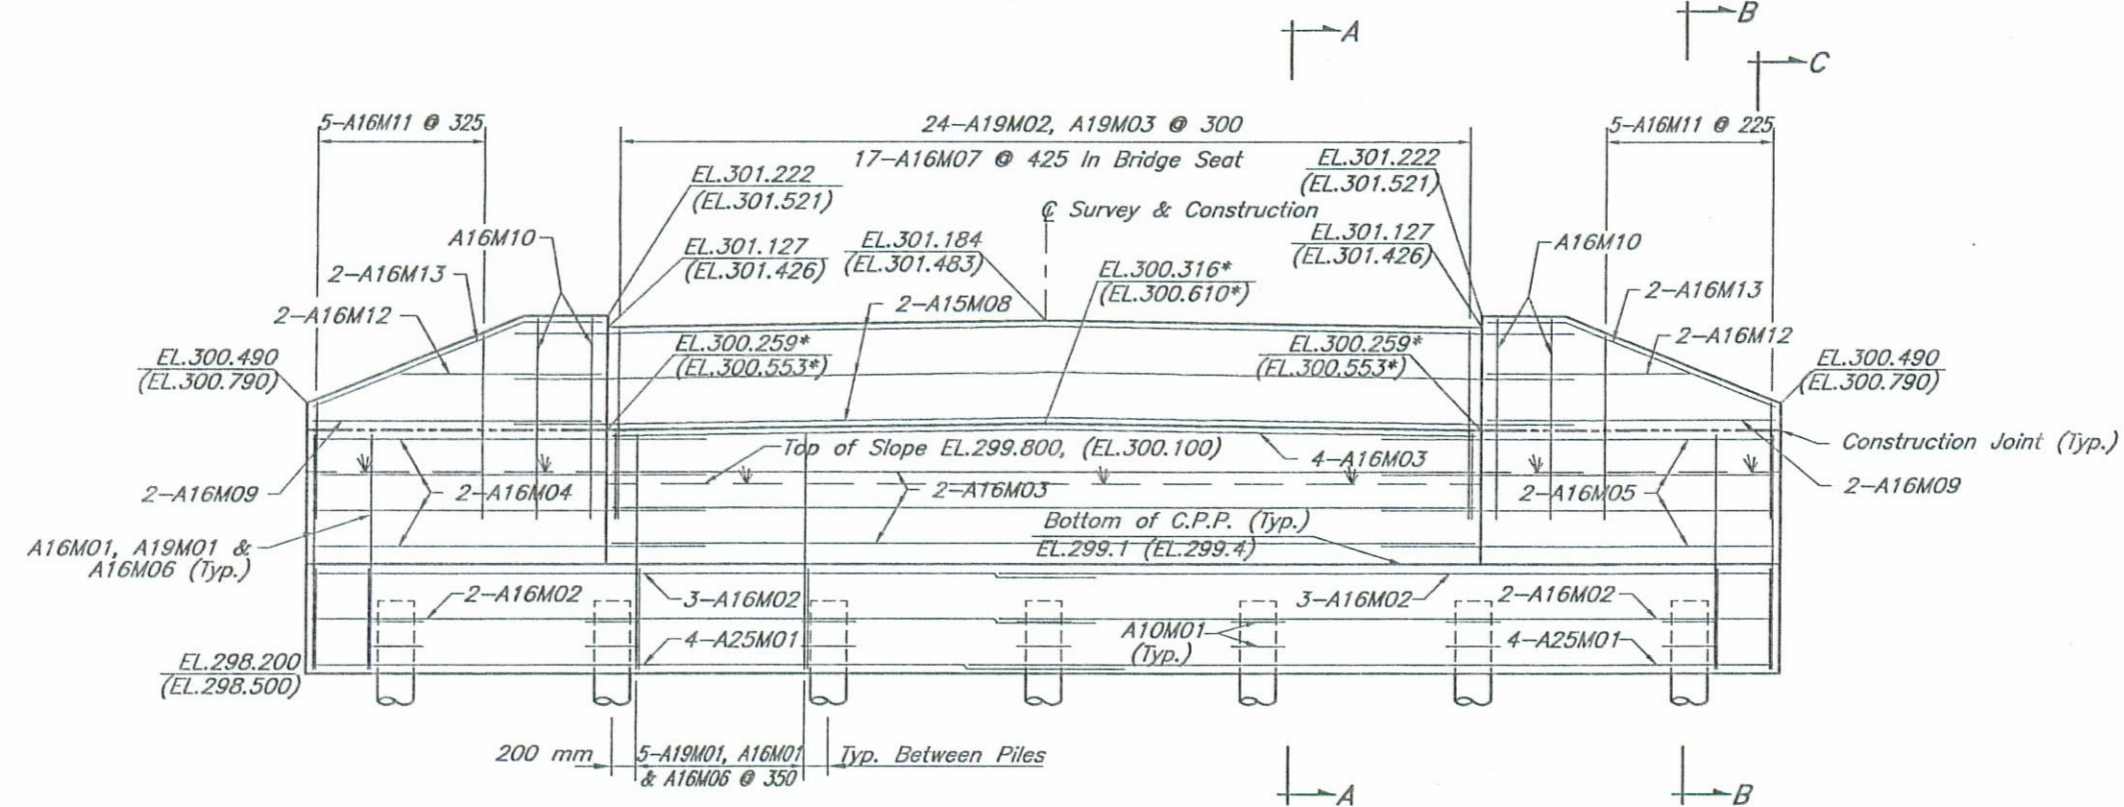 A
B
C
5-A16M11 @ 325
24-A19M02, A19M03 @ 300
5-A16M11 @ 225
17-A16M07 @ 425 In Bridge Seat
EL.301.222
(EL.301.521)
EL.301.222
(EL.301.521)
℄ Survey & Construction
A16M10
EL.301.127
(EL.301.426)
EL.301.184
(EL.301.483)
EL.301.127
(EL.301.426)
A16M10
2-A16M13
EL.300.316*
(EL.300.610*)
2-A16M13
2-A16M12
2-A15M08
2-A16M12
EL.300.490
(EL.300.790)
EL.300.259*
(EL.300.553*)
EL.300.259*
(EL.300.553*)
EL.300.490
(EL.300.790)
Top of Slope EL.299.800, (EL.300.100)
4-A16M03
Construction Joint (Typ.)
2-A16M09
2-A16M04
2-A16M03
2-A16M05
2-A16M09
Bottom of C.P.P. (Typ.)
EL.299.1 (EL.299.4)
A16M01, A19M01 &
A16M06 (Typ.)
2-A16M02
3-A16M02
3-A16M02
2-A16M02
4-A25M01
A10M01
(Typ.)
4-A25M01
EL.298.200
(EL.298.500)
200 mm
5-A19M01, A16M01
& A16M06 @ 350
Typ. Between Piles
A
B